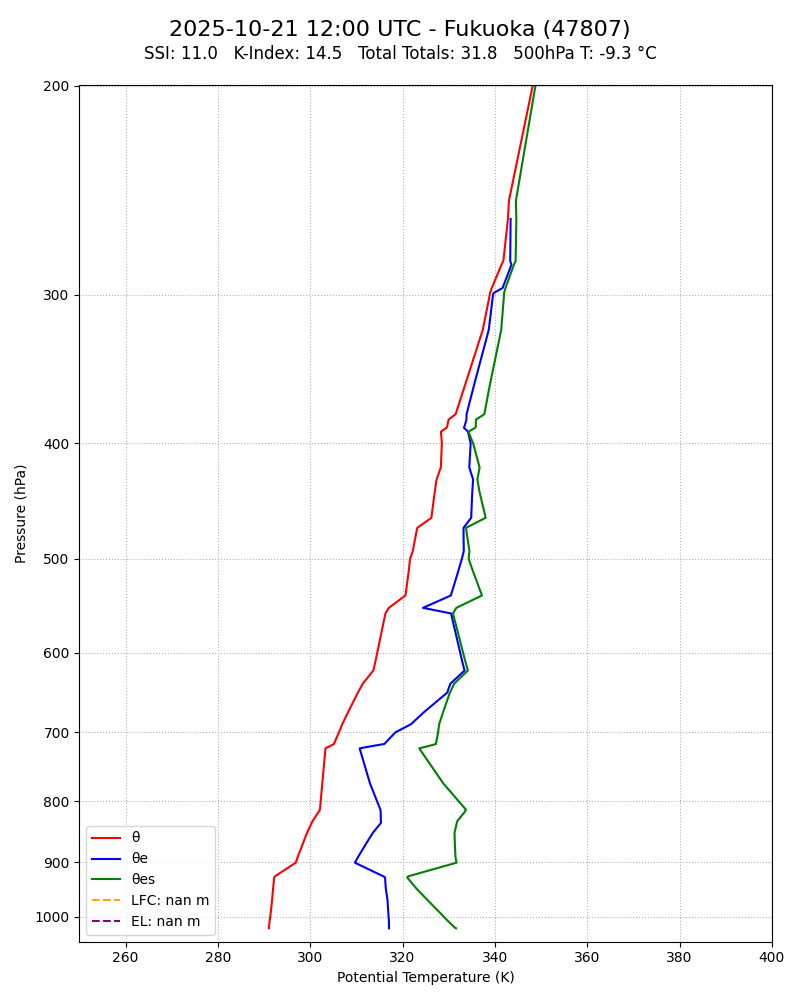 2025-10-21 12:00 UTC - Fukuoka (47807)
SSI: 11.0   K-Index: 14.5   Total Totals: 31.8   500hPa T: -9.3 °C
200
300
400
500
600
700
800
900
1000
Pressure (hPa)
θ
θe
θes
LFC: nan m
EL: nan m
260 280 300 320 340 360 380 400
Potential Temperature (K)